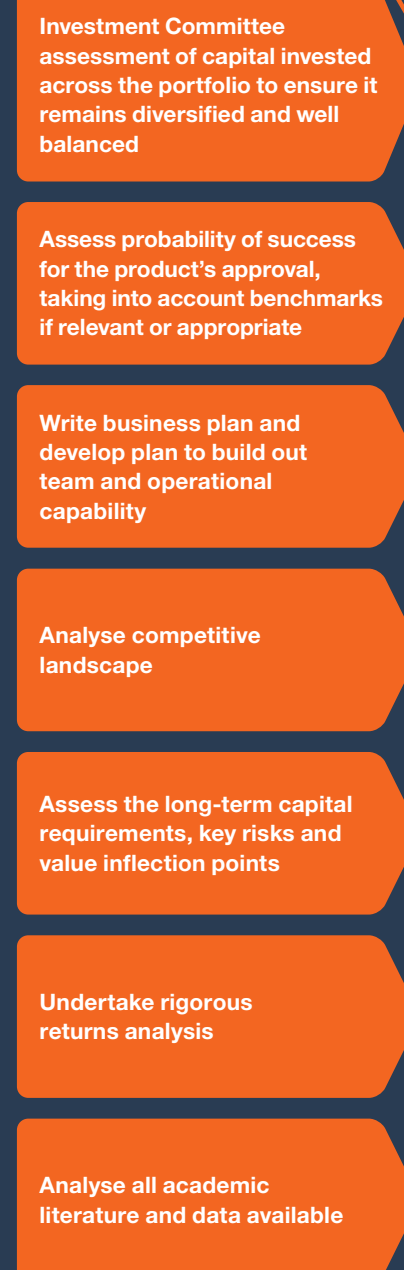 Investment Committee
assessment of capital invested
across the portfolio to ensure it
remains diversified and well
balanced
Assess probability of success
for the product’s approval,
taking into account benchmarks
if relevant or appropriate
Write business plan and
develop plan to build out
team and operational
capability
Analyse competitive
landscape
Assess the long-term capital
requirements, key risks and
value inflection points
Undertake rigorous
returns analysis
Analyse all academic
literature and data available